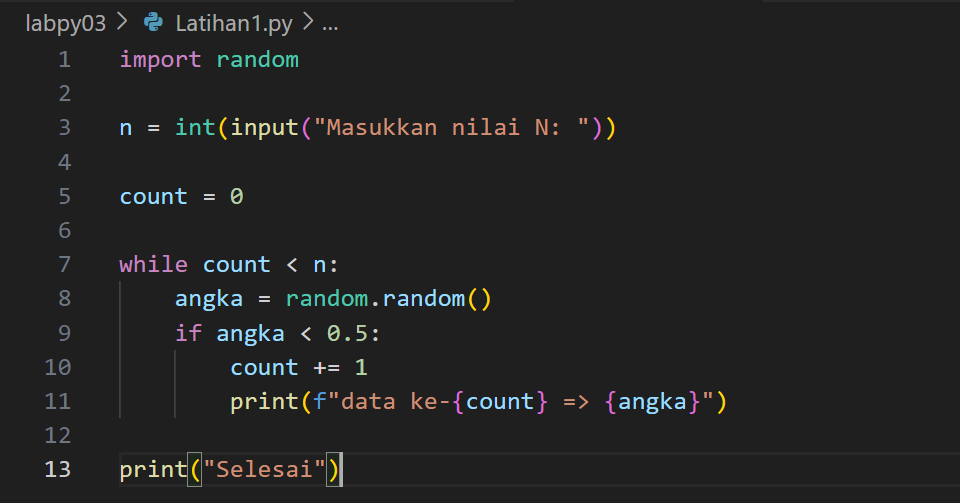 labpy03 > Latihan1.py > ...
1 import random
2
3 n = int(input("Masukkan nilai N: "))
4
5 count = 0
6
7 while count < n:
8     angka = random.random()
9     if angka < 0.5:
10         count += 1
11         print(f"data ke-{count} => {angka}")
12
13 print("Selesai")